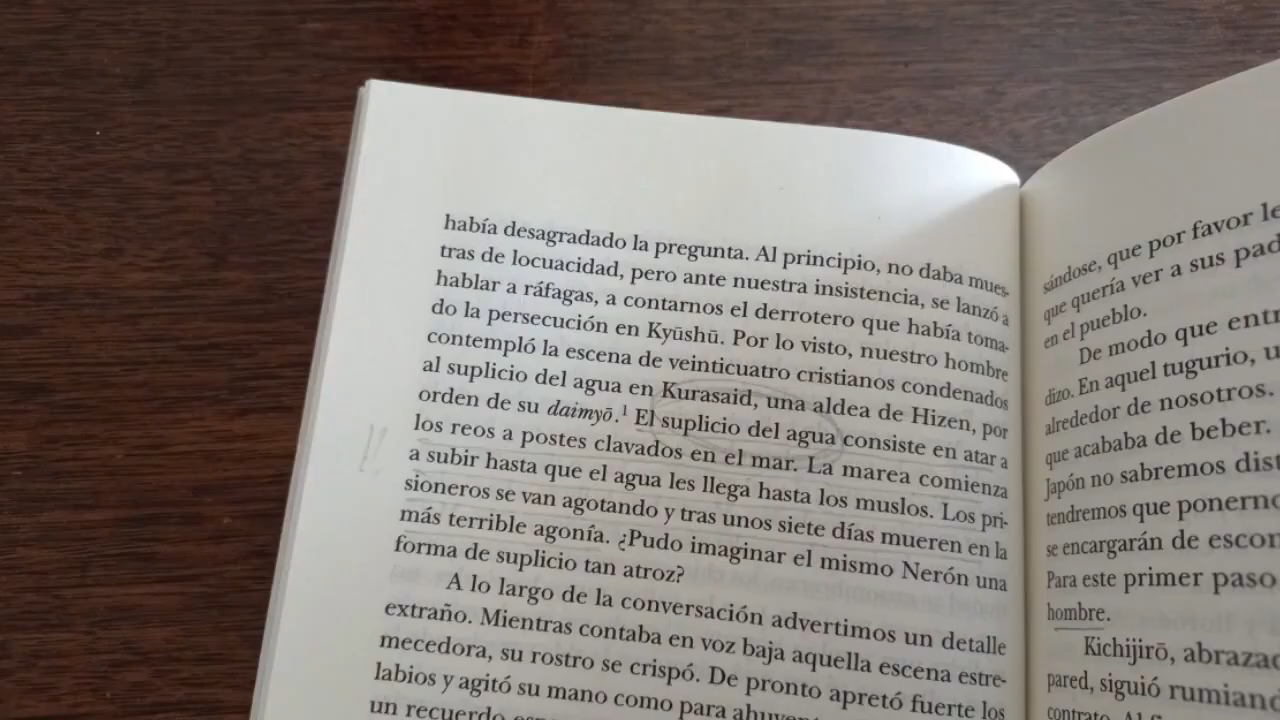 había desagradado la pregunta. Al principio, no daba mues-
tras de locuacidad, pero ante nuestra insistencia, se lanzó a
hablar a ráfagas, a contarnos el derrotero que había toma-
do la persecución en Kyūshū. Por lo visto, nuestro hombre
contempló la escena de veinticuatro cristianos condenados
al suplicio del agua en Kurasaid, una aldea de Hizen, por
orden de su daimyō.¹ El suplicio del agua consiste en atar a
los reos a postes clavados en el mar. La marea comienza
a subir hasta que el agua les llega hasta los muslos. Los pri-
sioneros se van agotando y tras unos siete días mueren en la
más terrible agonía. ¿Pudo imaginar el mismo Nerón una
forma de suplicio tan atroz?
A lo largo de la conversación advertimos un detalle
extraño. Mientras contaba en voz baja aquella escena estre-
mecedora, su rostro se crispó. De pronto apretó fuerte los
labios y agitó su mano como para
un recuerdo
sándose, que por favor
que quería ver a sus
en el pueblo.
De modo que
dizo. En aquel tugurio,
alrededor de nosotros.
que acababa de beber.
Japón no sabremos
tendremos que
se encargarán de
Para este primer paso
hombre.
Kichijirō,
pared, siguió
contrato. Al